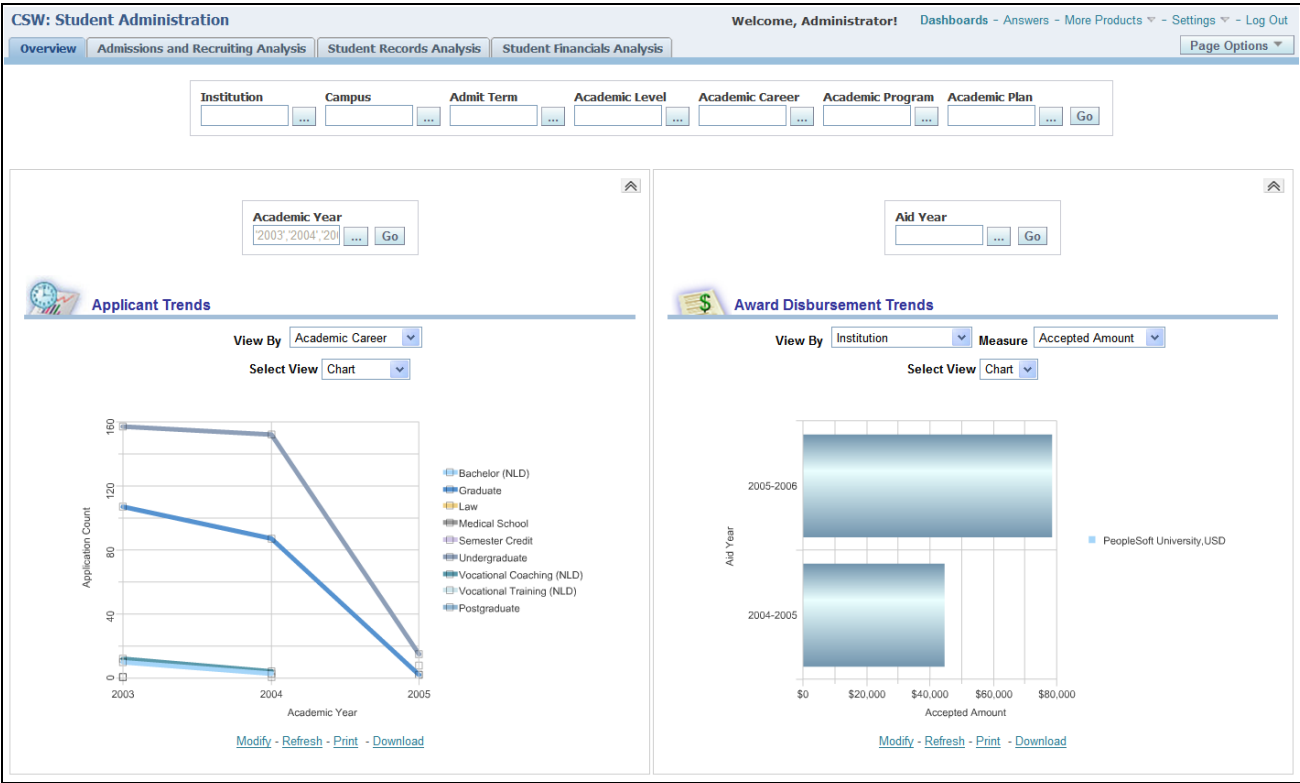 CSW: Student Administration
Welcome, Administrator! Dashboards - Answers - More Products - Settings - Log Out
Overview Admissions and Recruiting Analysis Student Records Analysis Student Financials Analysis Page Options
Institution Campus Admit Term Academic Level Academic Career Academic Program Academic Plan
... ... ... ... ... ... ... Go
Academic Year
'2003','2004','200 ... Go
Applicant Trends
View By Academic Career
Select View Chart
160
120
80
40
0
Application Count
2003 2004 2005
Academic Year
Bachelor (NLD)
Graduate
Law
Medical School
Semester Credit
Undergraduate
Vocational Coaching (NLD)
Vocational Training (NLD)
Postgraduate
Modify - Refresh - Print - Download
Aid Year
... Go
$
Award Disbursement Trends
View By Institution Measure Accepted Amount
Select View Chart
Aid Year
2005-2006
2004-2005
$0 $20,000 $40,000 $60,000 $80,000
Accepted Amount
PeopleSoft University,USD
Modify - Refresh - Print - Download